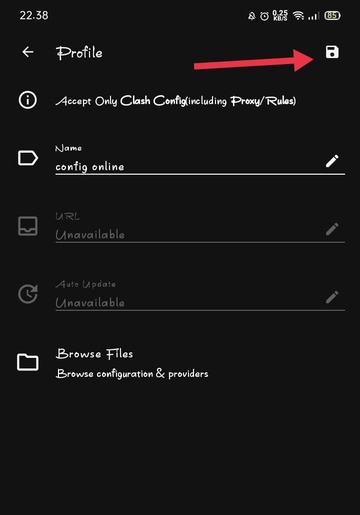 22.38
0.25
KB/S
85
Profile
Accept Only Clash Config(including Proxy/Rules)
Name
config online
URL
Unavailable
Auto Update
Unavailable
Browse Files
Browse configuration & providers